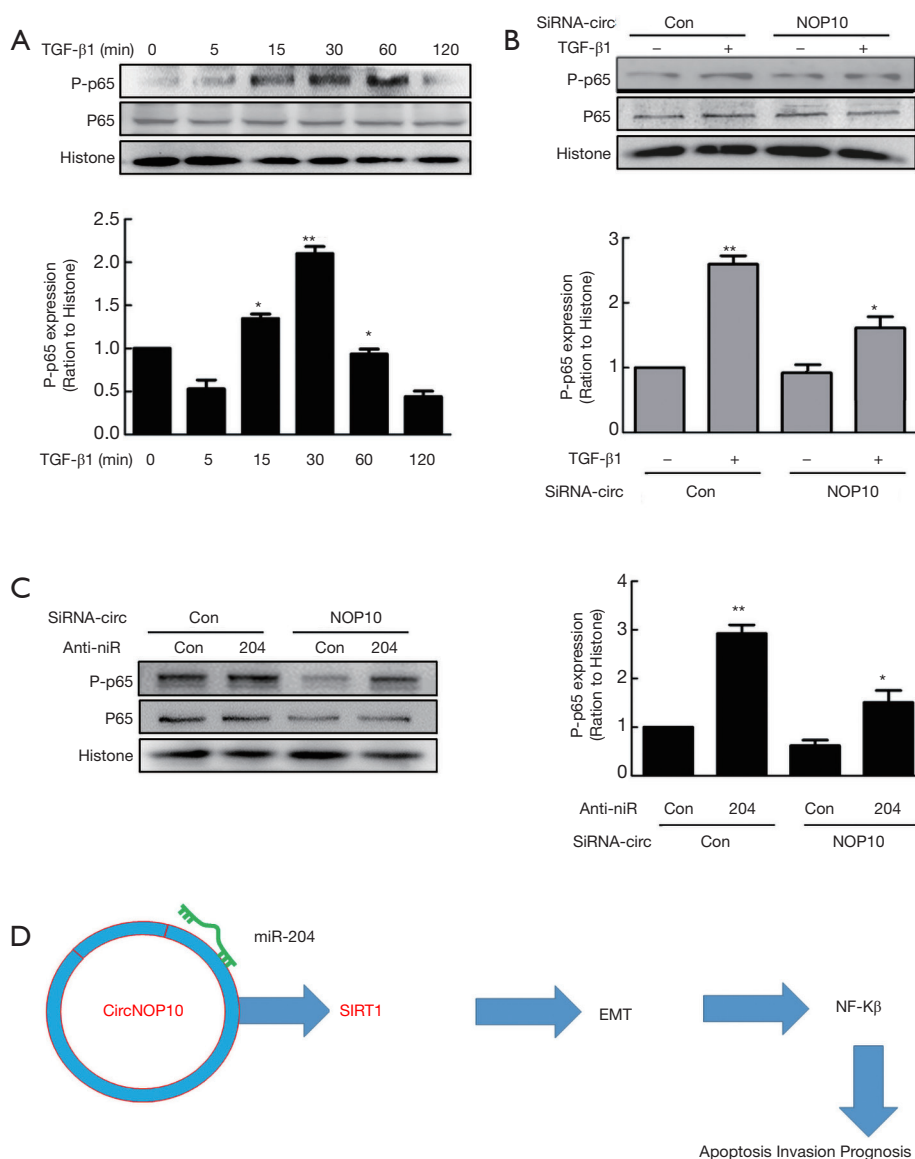 A
TGF-β1 (min) 0 5 15 30 60 120
P-p65
P65
Histone
2.5
2.0
1.5
1.0
0.5
0.0
P-p65 expression
(Ration to Histone)
*
**
*
TGF-β1 (min) 0 5 15 30 60 120
B
SiRNA-circ Con NOP10
TGF-β1 – + – +
P-p65
P65
Histone
3
2
1
0
P-p65 expression
(Ration to Histone)
**
*
TGF-β1 – + – +
SiRNA-circ Con NOP10
C
SiRNA-circ Con NOP10
Anti-niR Con 204 Con 204
P-p65
P65
Histone
4
3
2
1
0
P-p65 expression
(Ration to Histone)
**
*
Anti-niR Con 204 Con 204
SiRNA-circ Con NOP10
D
miR-204
CircNOP10
SIRT1
EMT
NF-Kβ
Apoptosis Invasion Prognosis